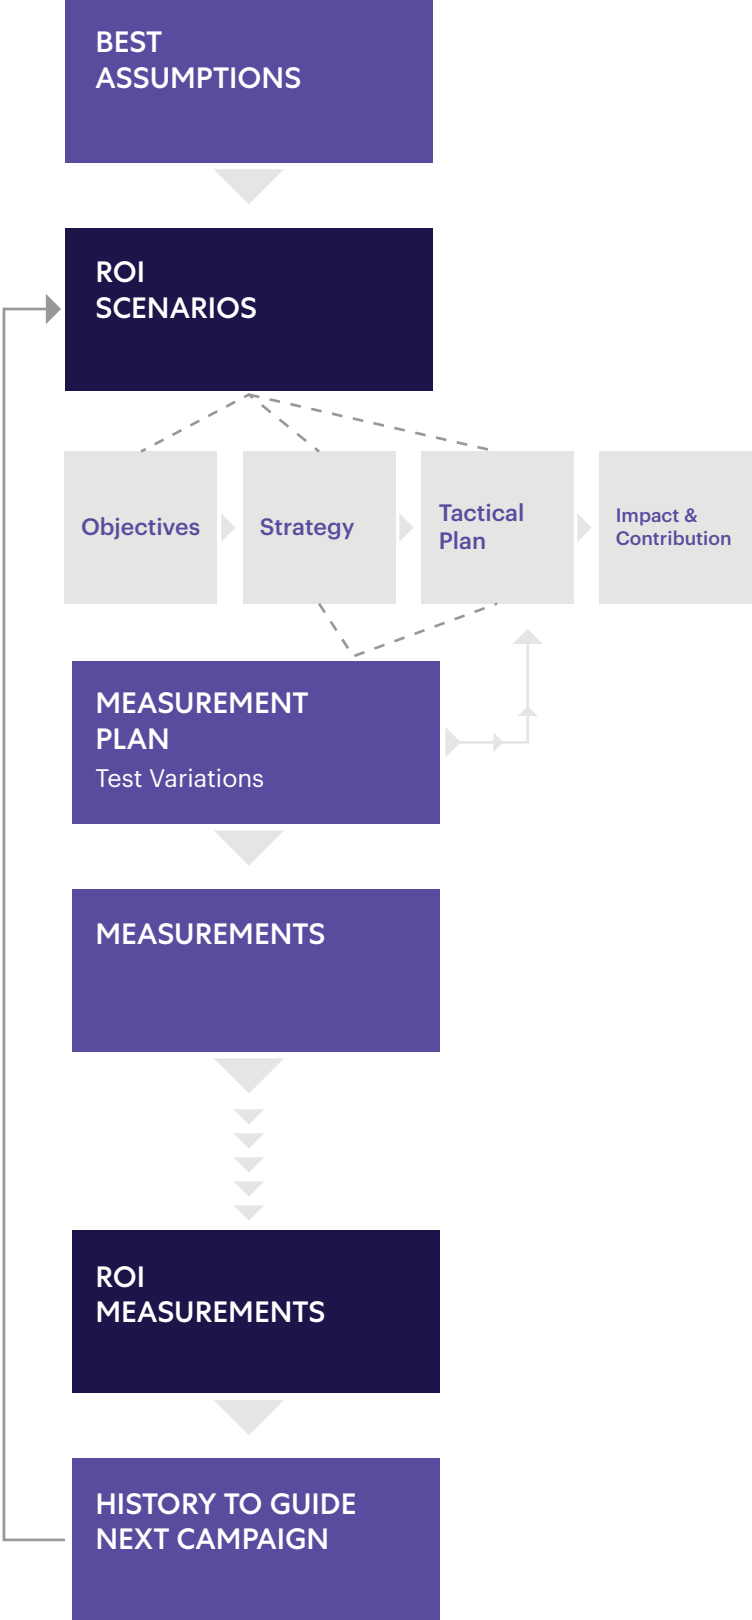 BEST
ASSUMPTIONS
ROI
SCENARIOS
Objectives
Strategy
Tactical
Plan
Impact &
Contribution
MEASUREMENT
PLAN
Test Variations
MEASUREMENTS
ROI
MEASUREMENTS
HISTORY TO GUIDE
NEXT CAMPAIGN